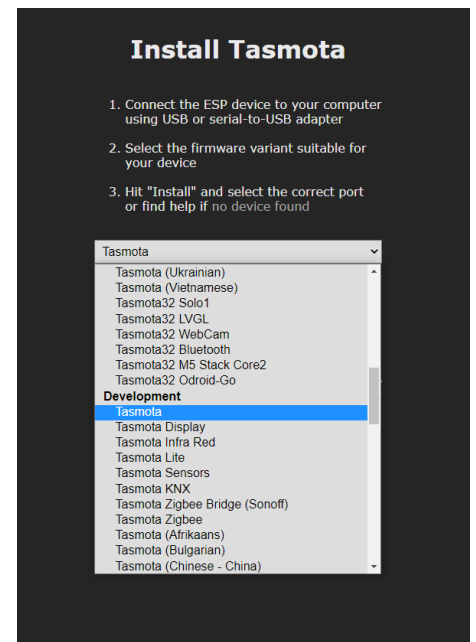 Install Tasmota
1. Connect the ESP device to your computer
using USB or serial-to-USB adapter
2. Select the firmware variant suitable for
your device
3. Hit "Install" and select the correct port
or find help if no device found
Tasmota
Tasmota (Ukrainian)
Tasmota (Vietnamese)
Tasmota32 Solo1
Tasmota32 LVGL
Tasmota32 WebCam
Tasmota32 Bluetooth
Tasmota32 M5 Stack Core2
Tasmota32 Odroid-Go
Development
Tasmota
Tasmota Display
Tasmota Infra Red
Tasmota Lite
Tasmota Sensors
Tasmota KNX
Tasmota Zigbee Bridge (Sonoff)
Tasmota Zigbee
Tasmota (Afrikaans)
Tasmota (Bulgarian)
Tasmota (Chinese - China)